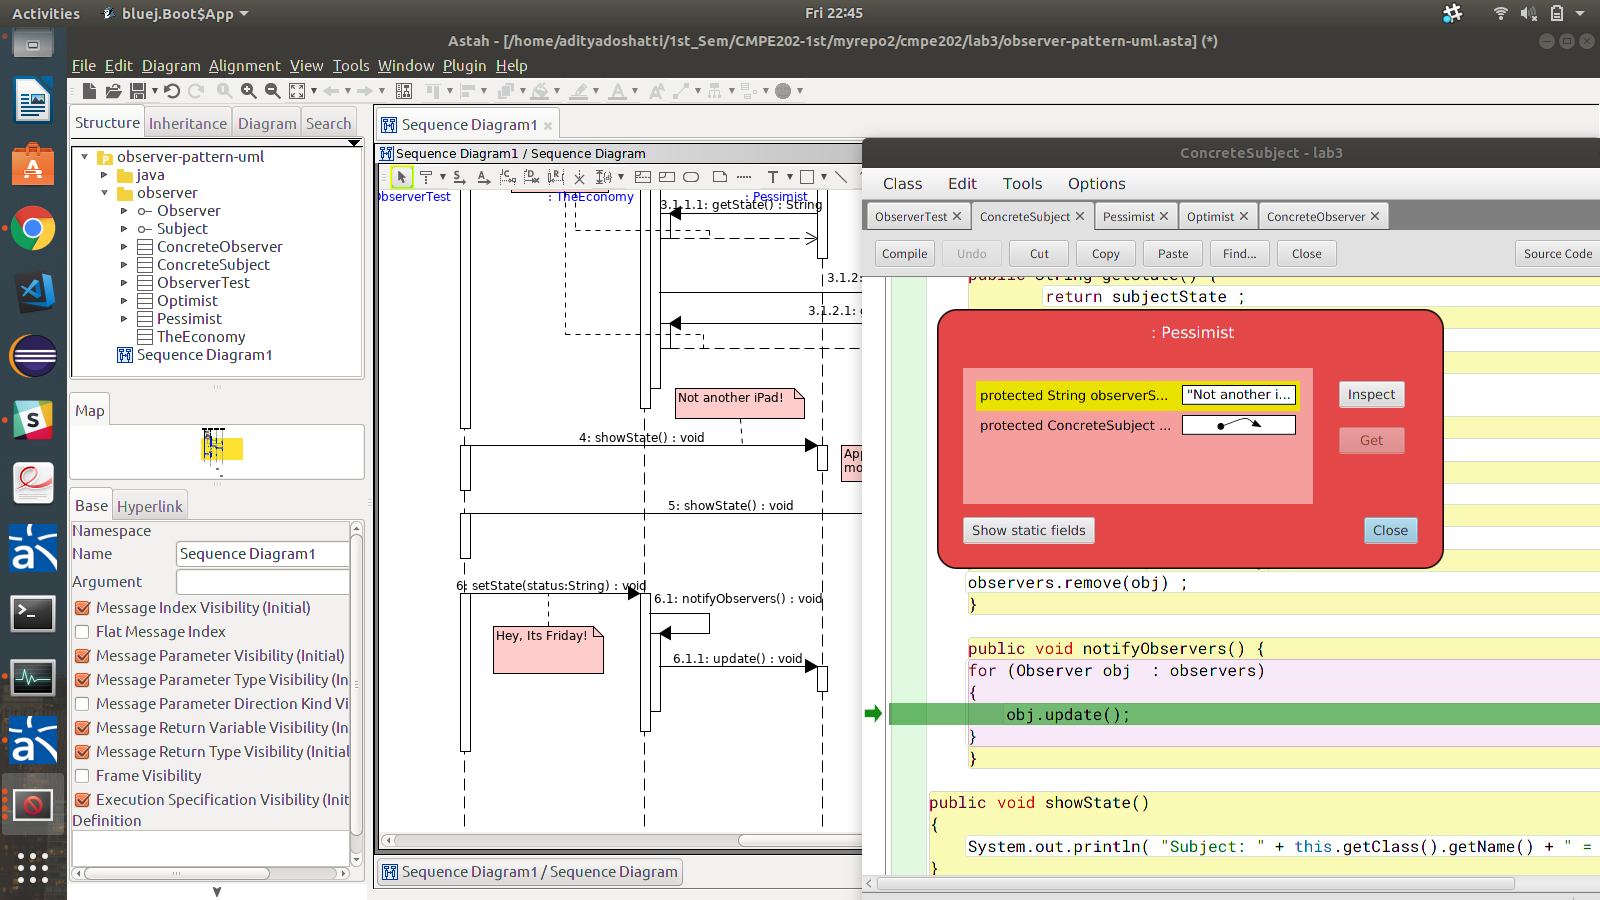 Activities
bluej.Boot$App
Fri 22:45
Astah - [/home/adityadoshatti/1st_Sem/CMPE202-1st/myrepo2/cmpe202/lab3/observer-pattern-uml.asta] (*)
File Edit Diagram Alignment View Tools Window Plugin Help
Structure Inheritance Diagram Search
observer-pattern-uml
java
observer
Observer
Subject
ConcreteObserver
ConcreteSubject
ObserverTest
Optimist
Pessimist
TheEconomy
Sequence Diagram1
Map
Base Hyperlink
Namespace
Name Sequence Diagram1
Argument
Message Index Visibility (Initial)
Flat Message Index
Message Parameter Visibility (Initial)
Message Parameter Type Visibility (In
Message Parameter Direction Kind Vi
Message Return Variable Visibility (In
Message Return Type Visibility (Initial
Frame Visibility
Execution Specification Visibility (Init
Definition
Sequence Diagram1
Sequence Diagram1 / Sequence Diagram
ObserverTest : TheEconomy : Pessimist
3.1.1.1: getState() : String
3.1.2:
3.1.2.1: g
Not another iPad!
4: showState() : void
App
mo
5: showState() : void
6: setState(status:String) : void
6.1: notifyObservers() : void
Hey, Its Friday!
6.1.1: update() : void
Sequence Diagram1 / Sequence Diagram
ConcreteSubject - lab3
Class Edit Tools Options
ObserverTest ConcreteSubject Pessimist Optimist ConcreteObserver
Compile Undo Cut Copy Paste Find... Close Source Code
public String getState() {
return subjectState ;
: Pessimist
protected String observerS... "Not another i...
protected ConcreteSubject ...
Inspect
Get
Show static fields
Close
observers.remove(obj) ;
}
public void notifyObservers() {
for (Observer obj : observers)
{
obj.update();
}
}
public void showState()
{
System.out.println( "Subject: " + this.getClass().getName() + " =
}